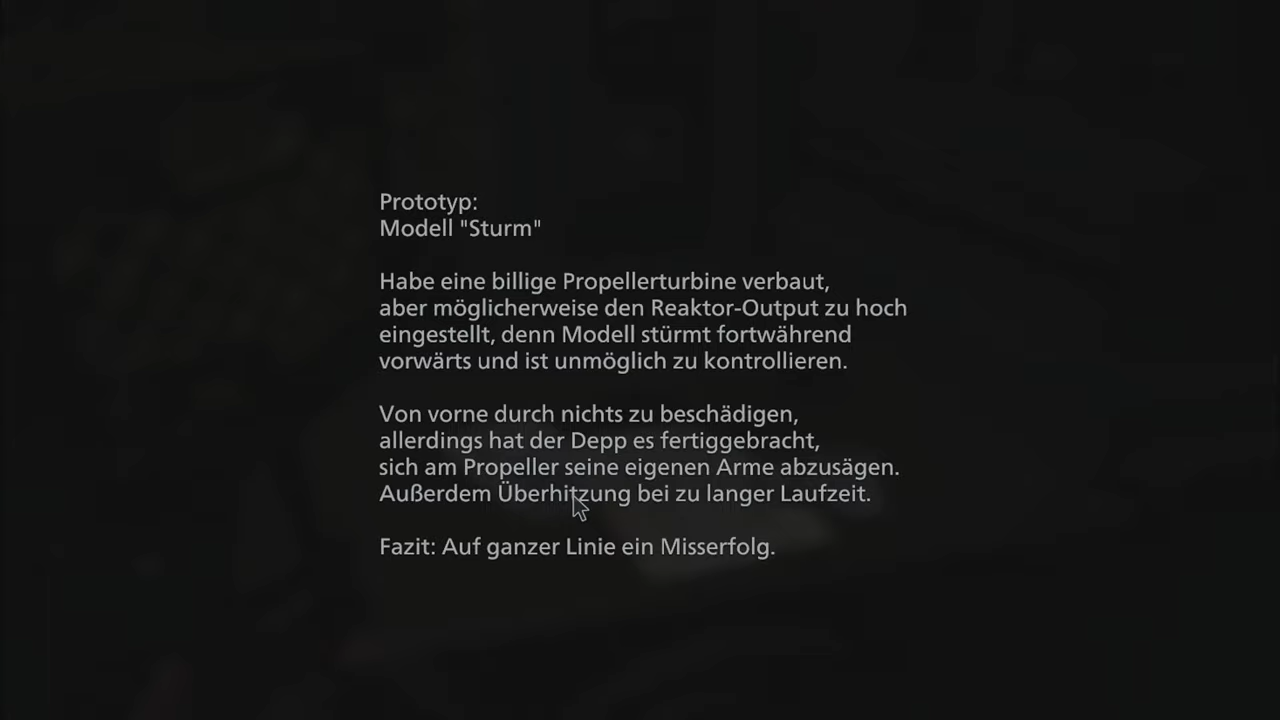 Prototyp:
Modell "Sturm"
Habe eine billige Propellerturbine verbaut,
aber möglicherweise den Reaktor-Output zu hoch
eingestellt, denn Modell stürmt fortwährend
vorwärts und ist unmöglich zu kontrollieren.
Von vorne durch nichts zu beschädigen,
allerdings hat der Depp es fertiggebracht,
sich am Propeller seine eigenen Arme abzusägen.
Außerdem Überhitzung bei zu langer Laufzeit.
Fazit: Auf ganzer Linie ein Misserfolg.